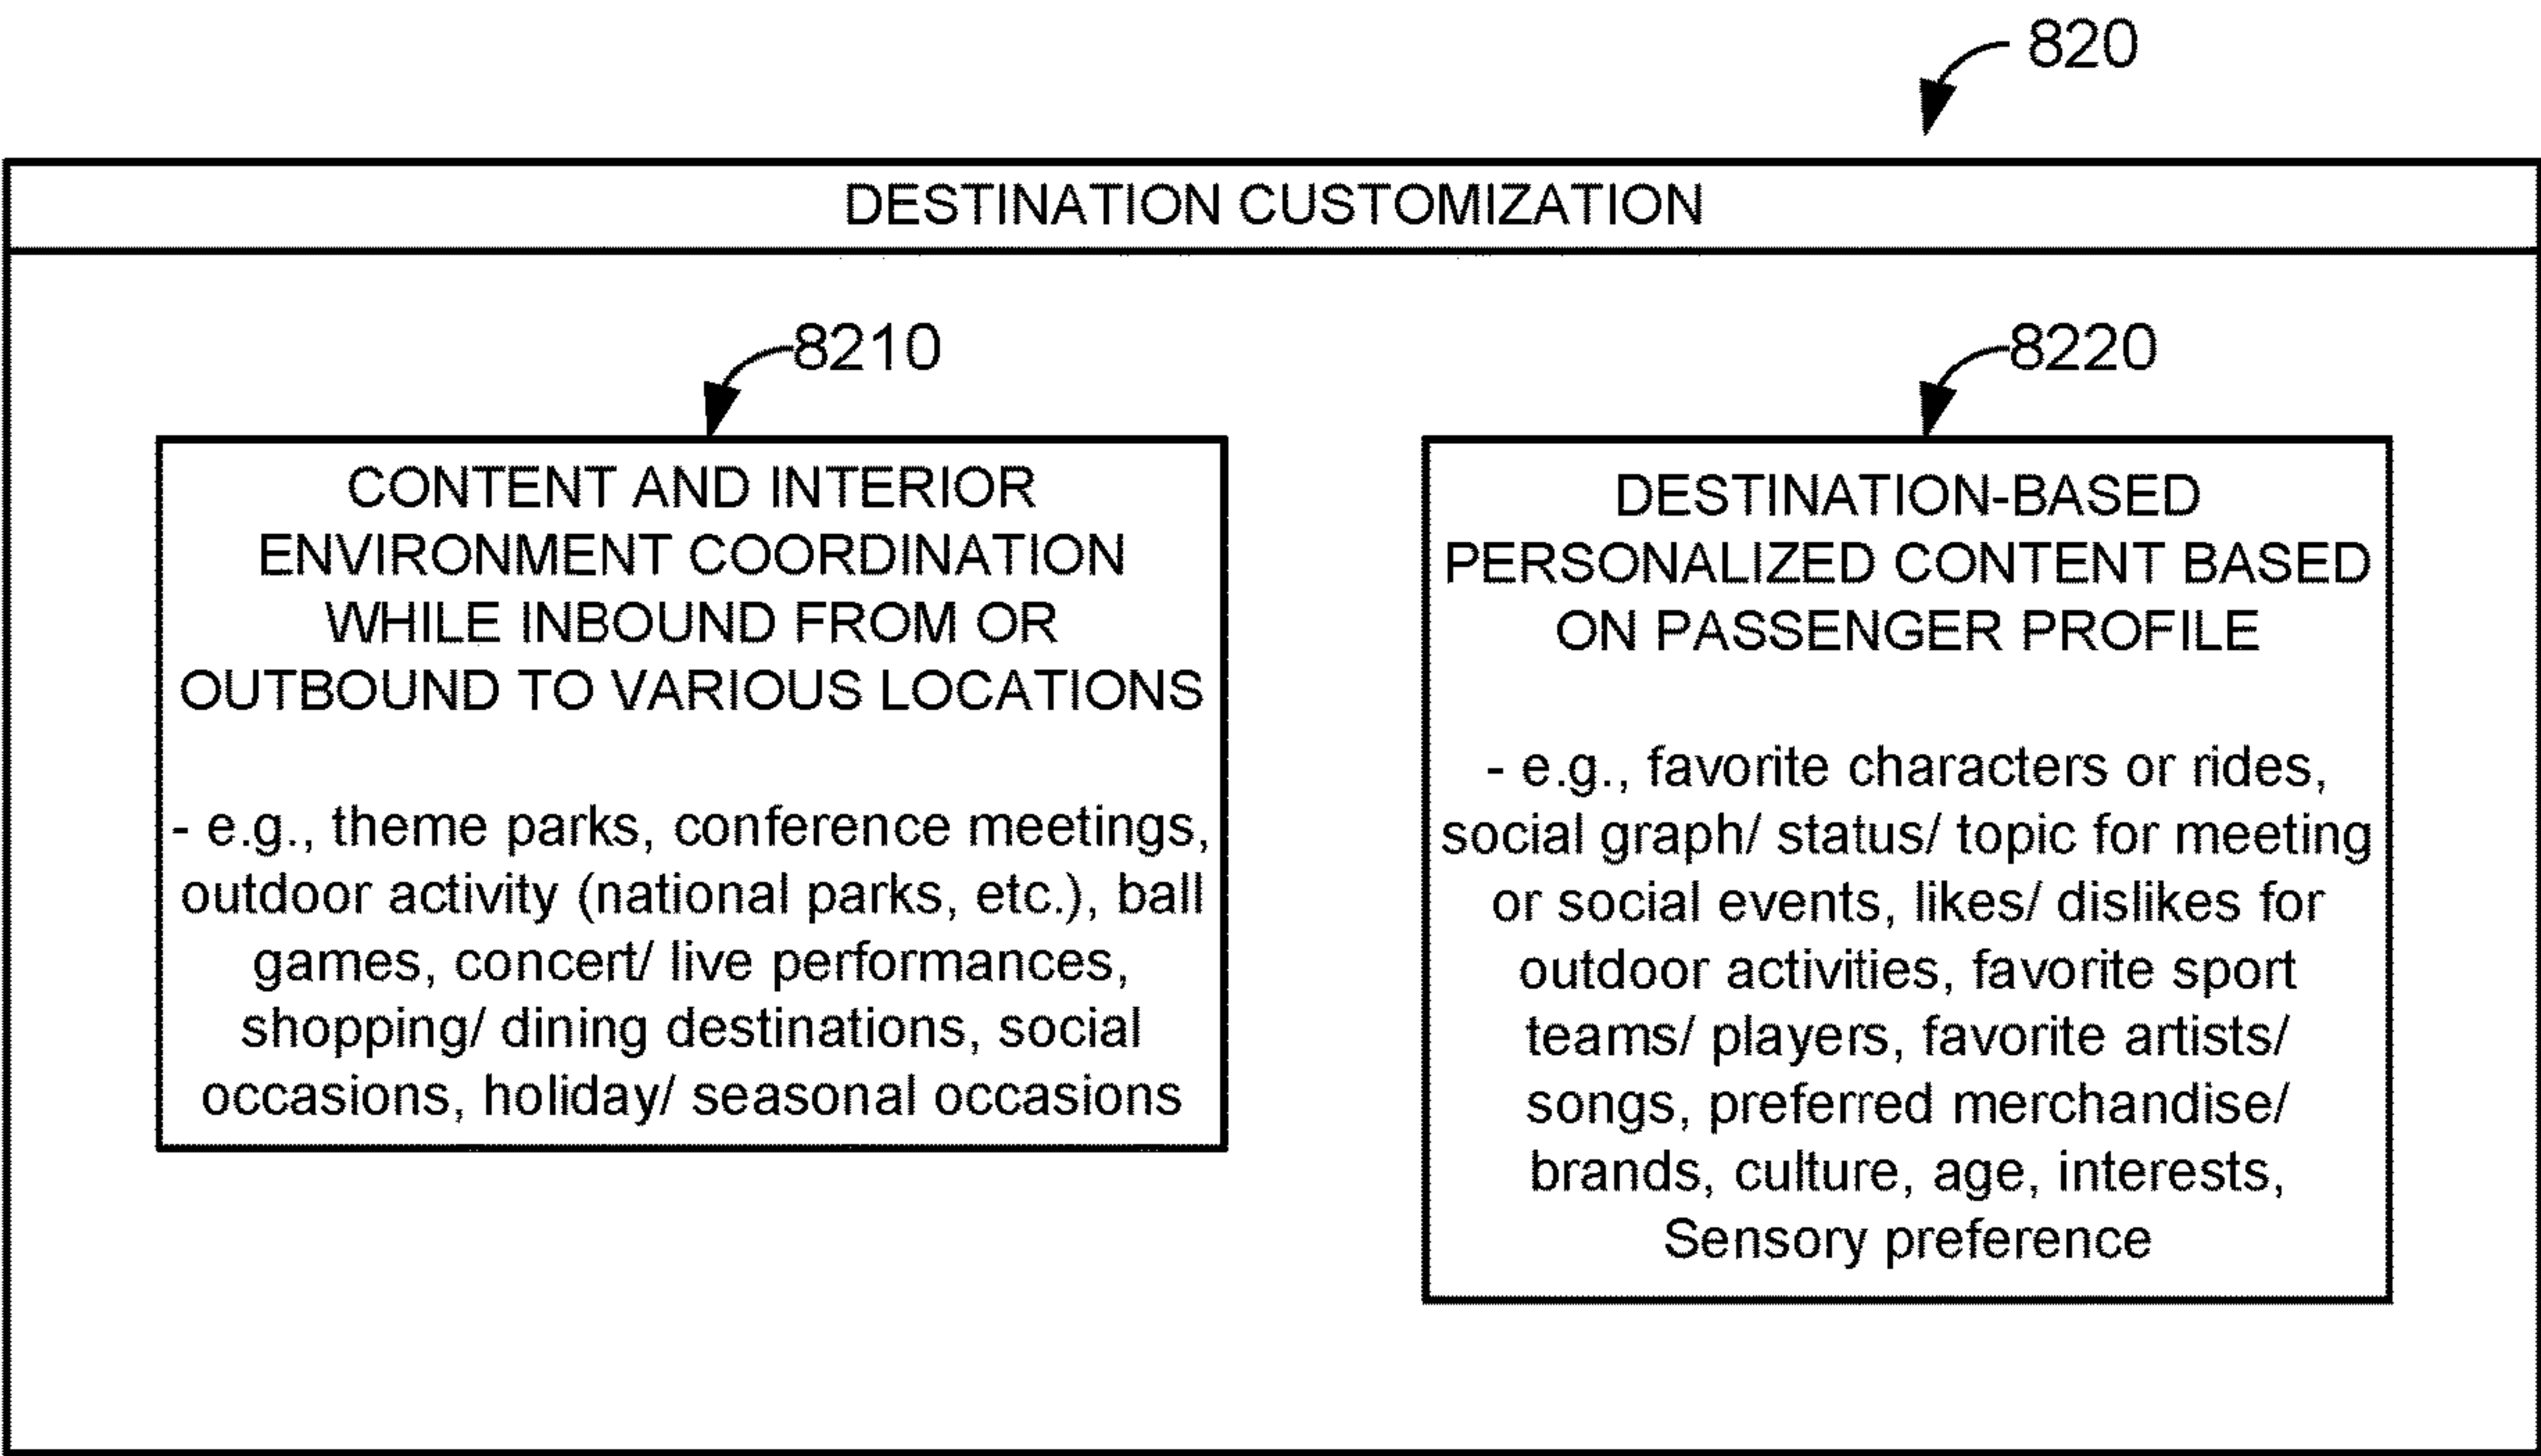 820
DESTINATION CUSTOMIZATION
8210
CONTENT AND INTERIOR
ENVIRONMENT COORDINATION
WHILE INBOUND FROM OR
OUTBOUND TO VARIOUS LOCATIONS
- e.g., theme parks, conference meetings,
outdoor activity (national parks, etc.), ball
games, concert/ live performances,
shopping/ dining destinations, social
occasions, holiday/ seasonal occasions
8220
DESTINATION-BASED
PERSONALIZED CONTENT BASED
ON PASSENGER PROFILE
- e.g., favorite characters or rides,
social graph/ status/ topic for meeting
or social events, likes/ dislikes for
outdoor activities, favorite sport
teams/ players, favorite artists/
songs, preferred merchandise/
brands, culture, age, interests,
Sensory preference